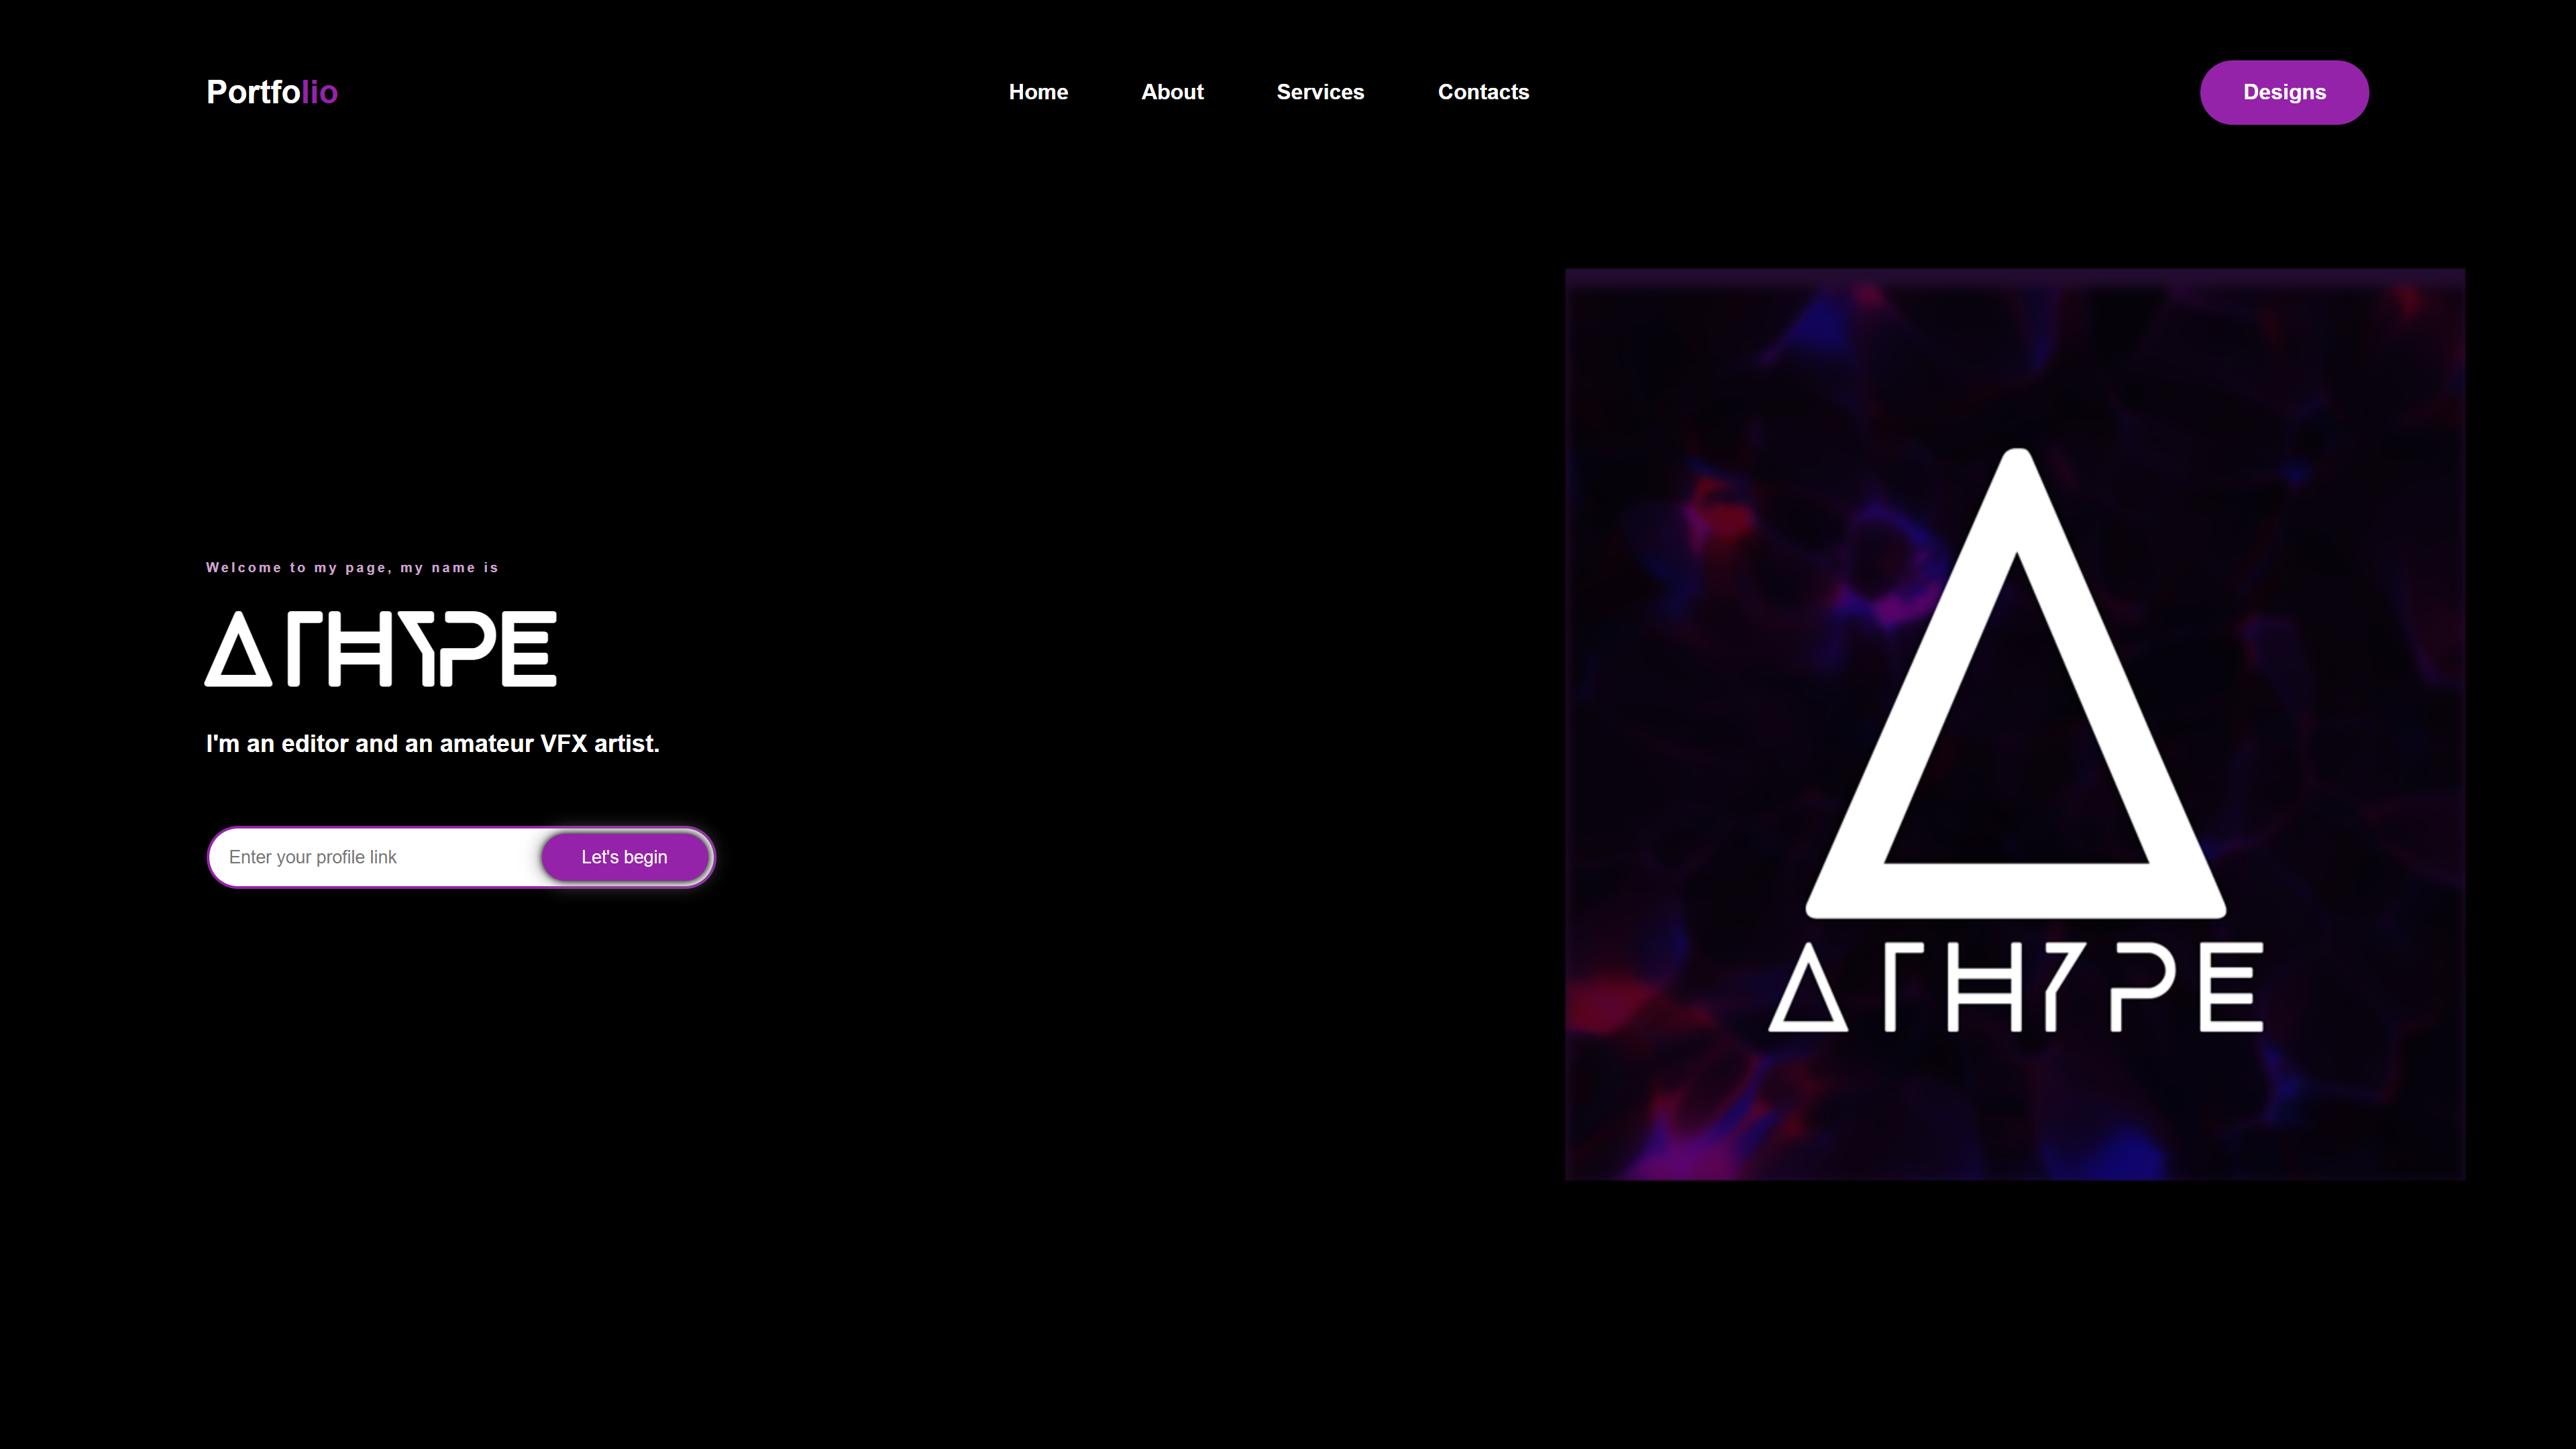 Portfolio
Home About Services Contacts
Designs
Welcome to my page, my name is
ATHYPE
I'm an editor and an amateur VFX artist.
Enter your profile link
Let's begin
ATHYPE